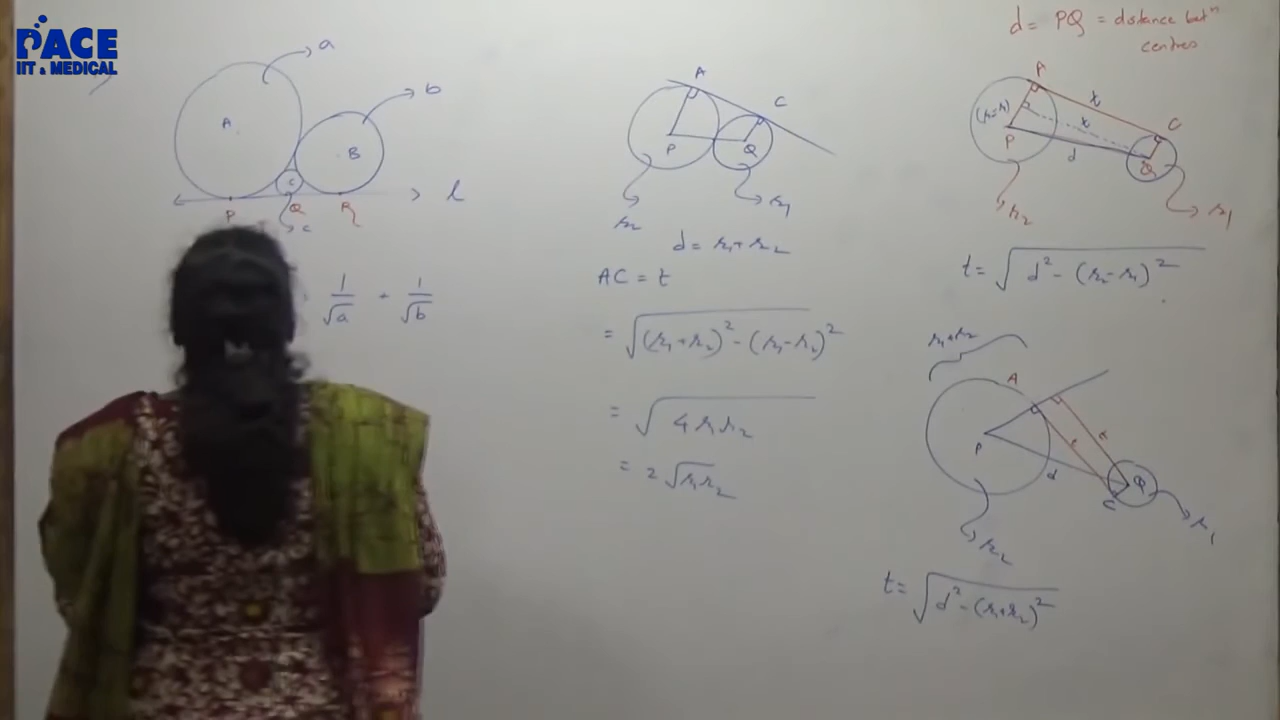 PACE
IIT & MEDICAL
a
b
A
B
C
l
P
Q
R
c
1/√a + 1/√b
A
C
P
Q
r2
r1
d = r1 + r2
AC = t
= √(r1+r2)² - (r1-r2)²
= √4r1r2
= 2√r1r2
d = PQ = distance betⁿ
centres
A
t
C
(r2-r1)
t
P
d
Q
r2
r1
t = √d² - (r2-r1)²
r1+r2
A
P
t
t
d
Q
C
r2
r1
t = √d² - (r1+r2)²